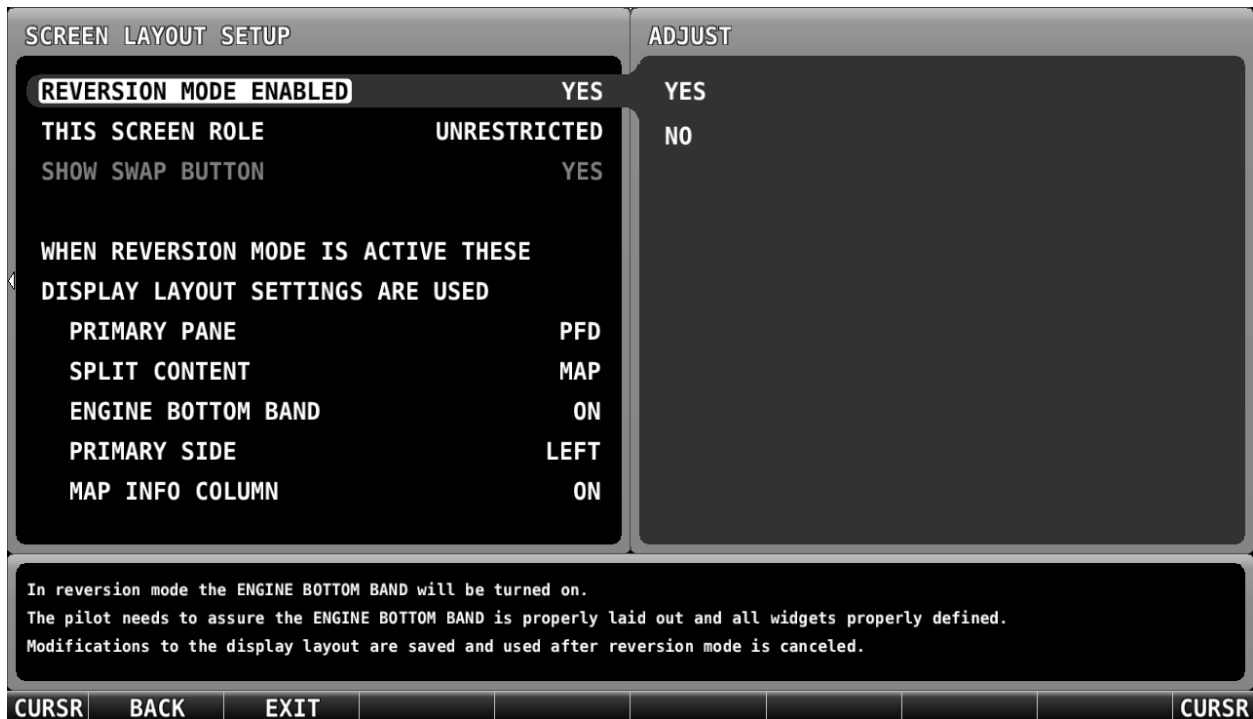 SCREEN LAYOUT SETUP
REVERSION MODE ENABLED YES
THIS SCREEN ROLE UNRESTRICTED
SHOW SWAP BUTTON YES
WHEN REVERSION MODE IS ACTIVE THESE
DISPLAY LAYOUT SETTINGS ARE USED
PRIMARY PANE PFD
SPLIT CONTENT MAP
ENGINE BOTTOM BAND ON
PRIMARY SIDE LEFT
MAP INFO COLUMN ON
ADJUST
YES
NO
In reversion mode the ENGINE BOTTOM BAND will be turned on.
The pilot needs to assure the ENGINE BOTTOM BAND is properly laid out and all widgets properly defined.
Modifications to the display layout are saved and used after reversion mode is canceled.
CURSR BACK EXIT CURSR